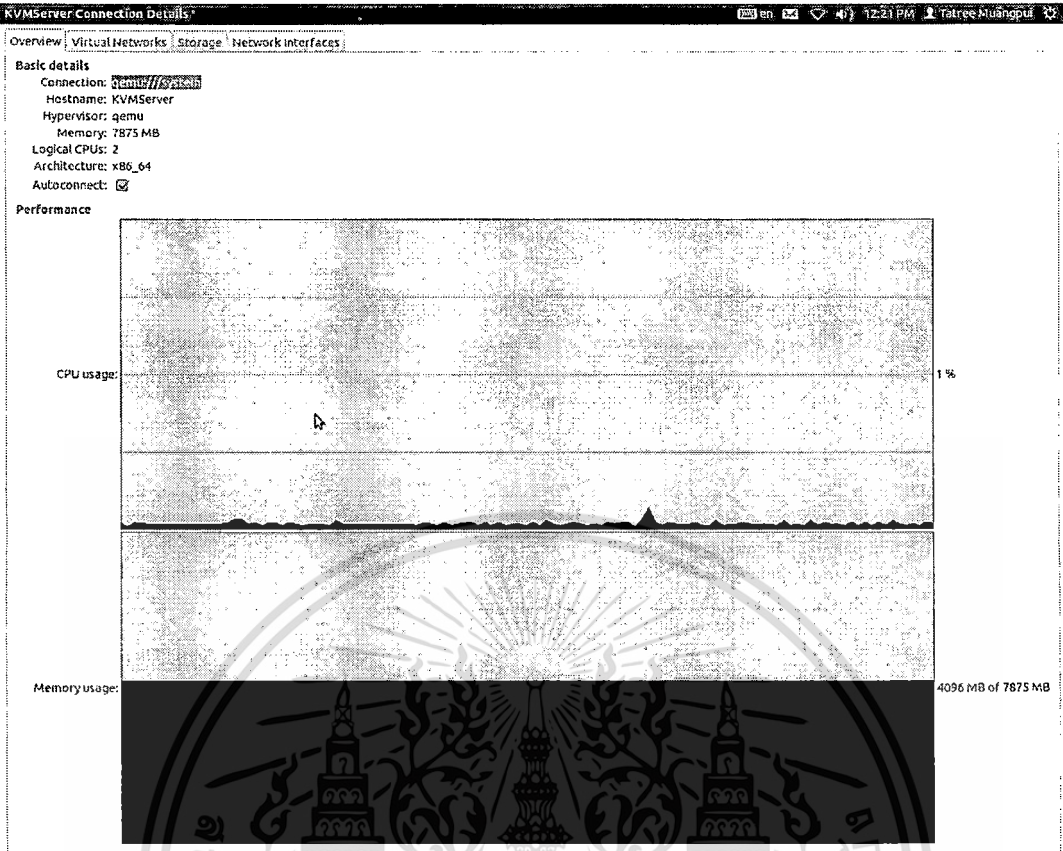 KVMServer Connection Details
en 12:21 PM Tatree Muangpui
Overview Virtual Networks Storage Network Interfaces
Basic details
Connection: qemu:///system
Hostname: KVMServer
Hypervisor: qemu
Memory: 7875 MB
Logical CPUs: 2
Architecture: x86_64
Autoconnect:
Performance
CPU usage: 1 %
Memory usage: 4096 MB of 7875 MB